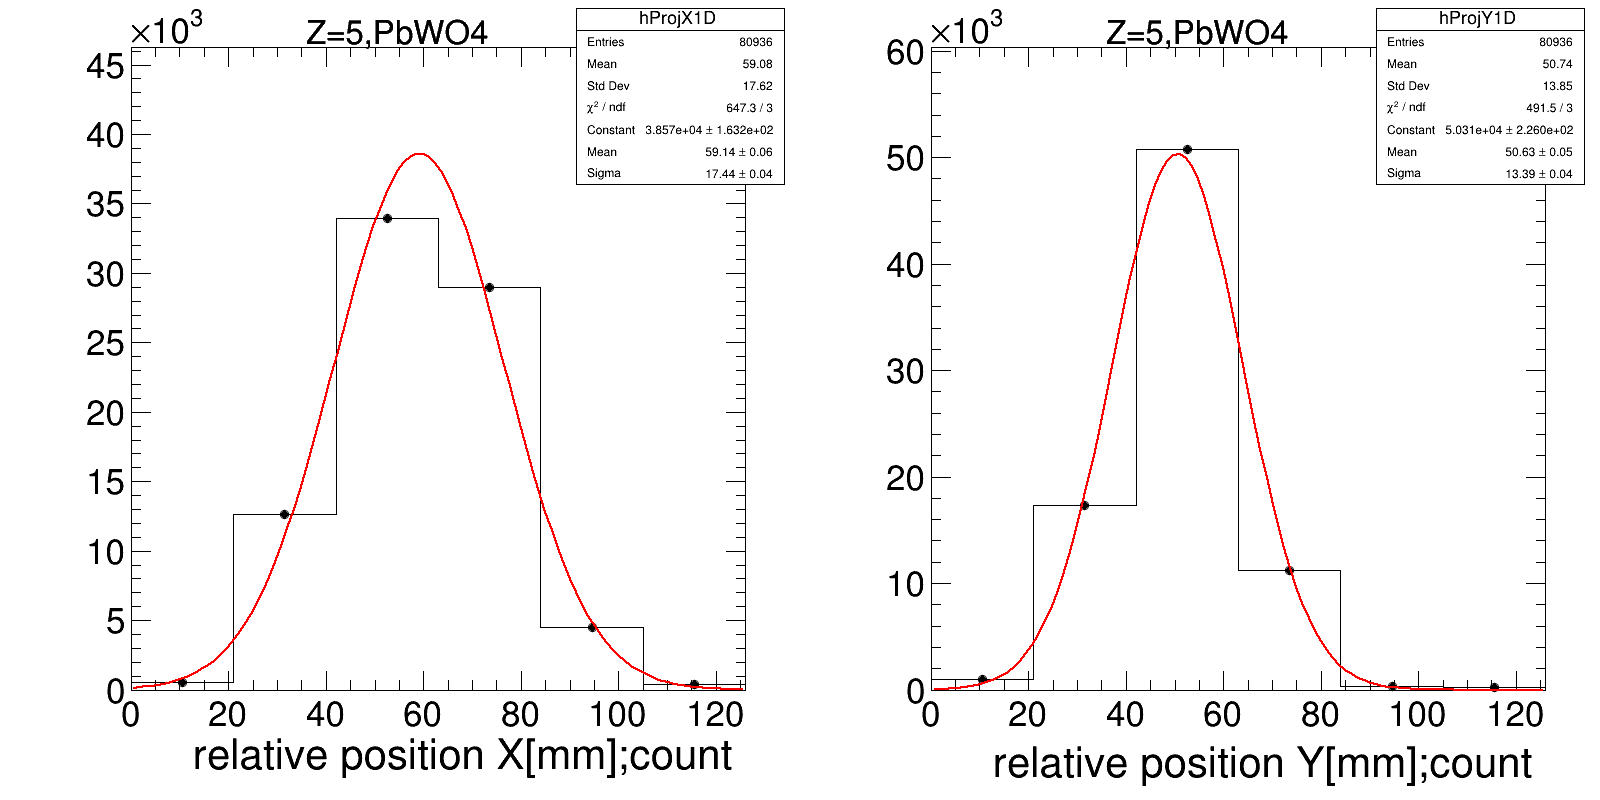 ×10³
Z=5,PbWO4
hProjX1D
Entries 80936
Mean 59.08
Std Dev 17.62
χ² / ndf 647.3 / 3
Constant 3.857e+04 ± 1.632e+02
Mean 59.14 ± 0.06
Sigma 17.44 ± 0.04
45
40
35
30
25
20
15
10
5
0
0 20 40 60 80 100 120
relative position X[mm];count
×10³
Z=5,PbWO4
hProjY1D
Entries 80936
Mean 50.74
Std Dev 13.85
χ² / ndf 491.5 / 3
Constant 5.031e+04 ± 2.260e+02
Mean 50.63 ± 0.05
Sigma 13.39 ± 0.04
60
50
40
30
20
10
0
0 20 40 60 80 100 120
relative position Y[mm];count